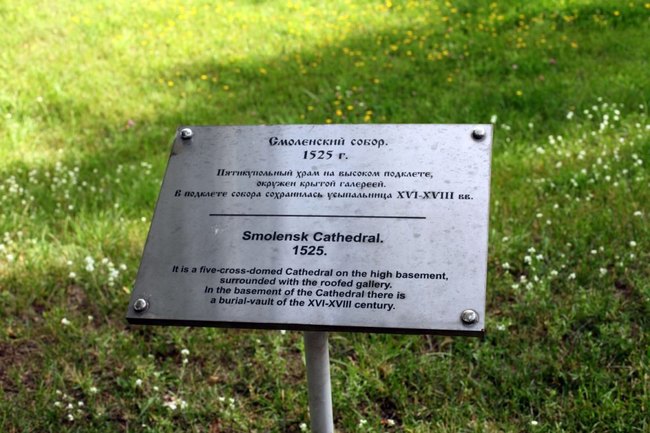 Смоленский собор.
1525 г.
Пятикупольный храм на высоком подклете,
окружен крытой галереей.
В подклете собора сохранилась усыпальница XVI-XVIII вв.
Smolensk Cathedral.
1525.
It is a five-cross-domed Cathedral on the high basement,
surrounded with the roofed gallery.
In the basement of the Cathedral there is
a burial-vault of the XVI-XVIII century.